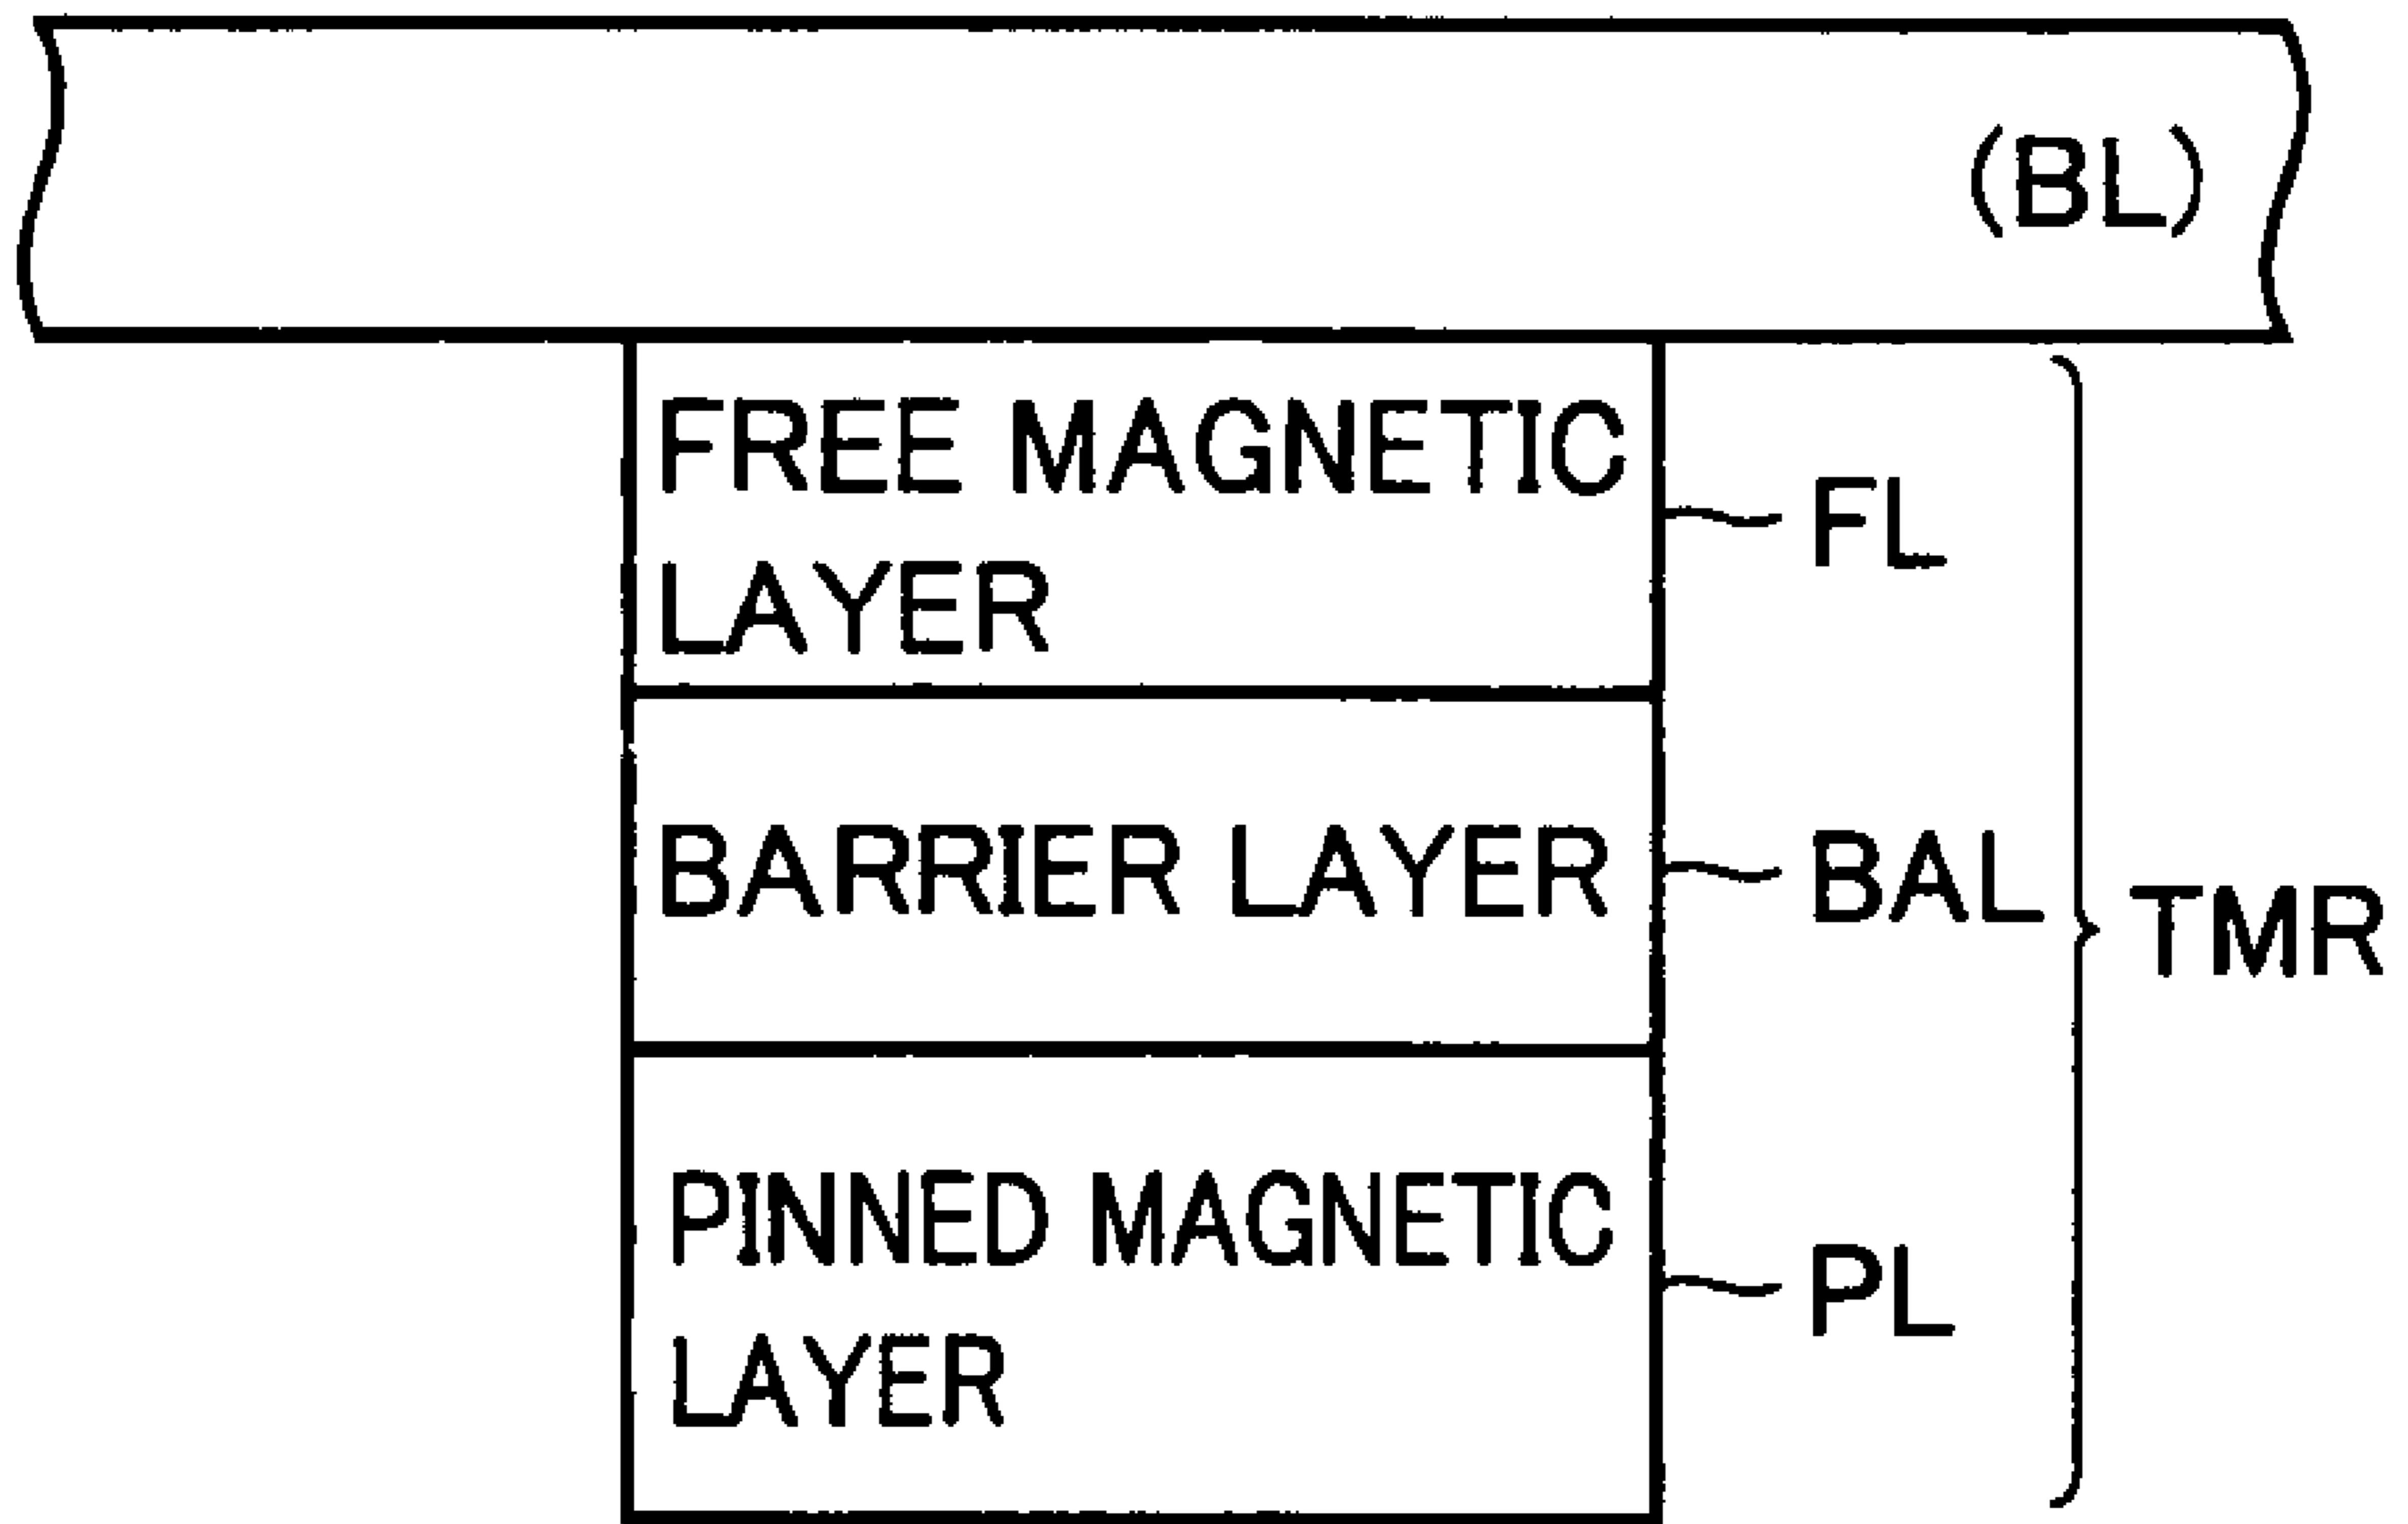 (BL)
FREE MAGNETIC
LAYER
FL
BARRIER LAYER
BAL
TMR
PINNED MAGNETIC
LAYER
PL